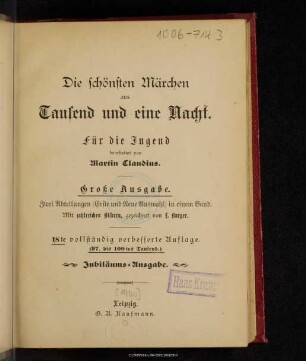 1006-714 3
Die schönsten Märchen
aus
Tausend und eine Nacht.
Für die Jugend
bearbeitet von
Martin Claudius.
Große Ausgabe.
Zwei Abteilungen (Erste und Neue Auswahl) in einem Band.
Mit zahlreichen Bildern, gezeichnet von
18te vollständig verbesserte Auflage.
(97. bis 100stes Tausend.)
Jubiläums-Ausgabe.
Hans
Leipzig.
O. R. Kaufmann.